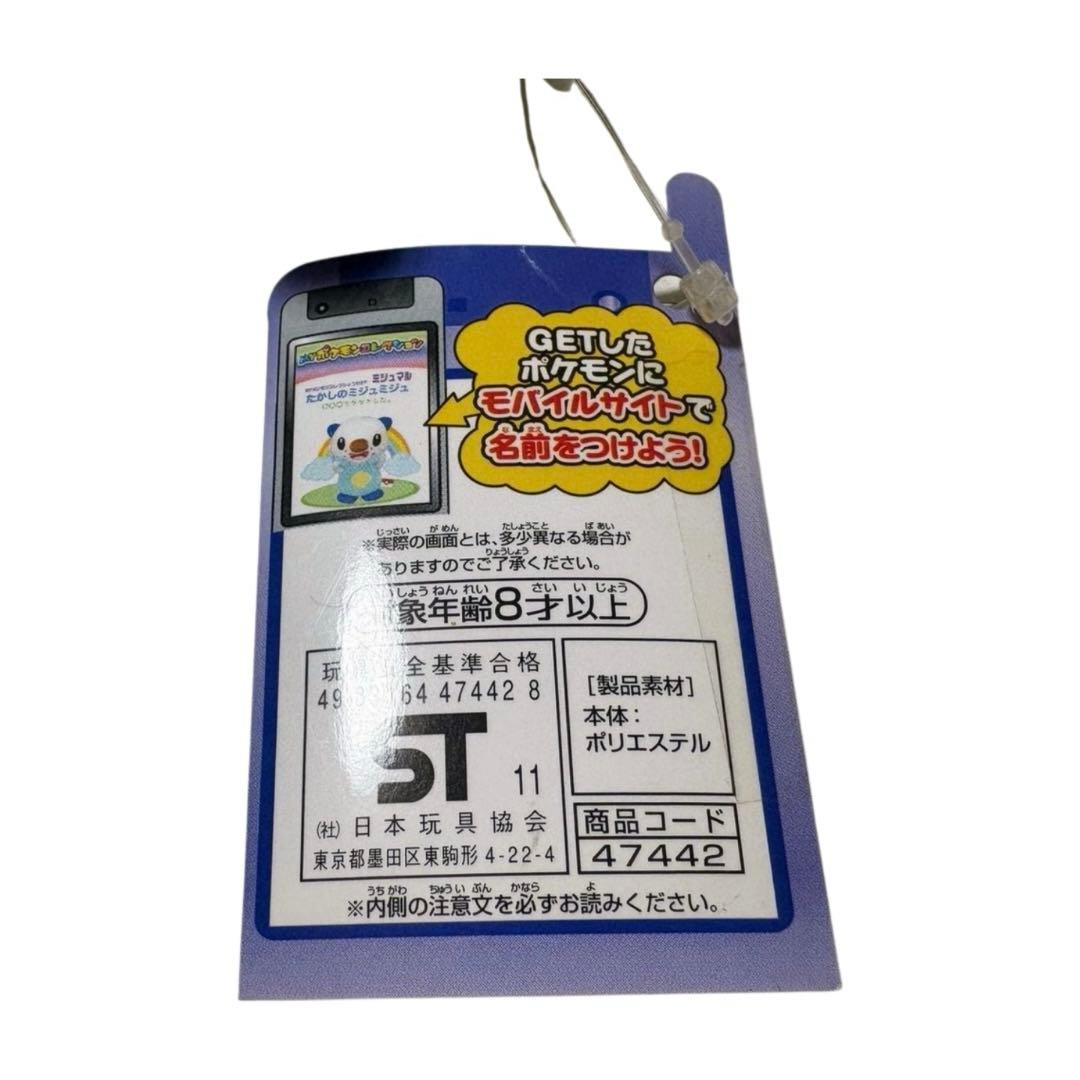 MYポケモンコレクション
ミジュマル
たかしのミジュミジュ
GETした
ポケモンに
モバイルサイトで
名前をつけよう!
※実際の画面とは、多少異なる場合が
ありますのでご了承ください。
象年齢8才以上
玩 全基準合格
49 64 47442 8
ST 11
(社)日本玩具協会
東京都墨田区東駒形 4-22-4
[製品素材]
本体:
ポリエステル
商品コード
47442
※内側の注意文を必ずお読みください。